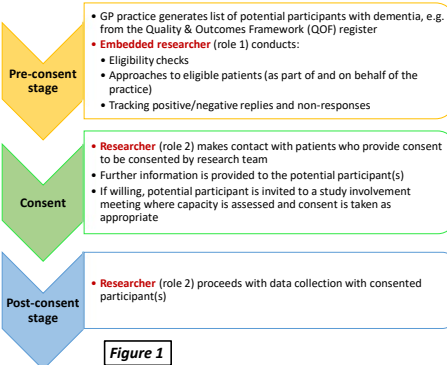 • GP practice generates list of potential participants with dementia, e.g.
from the Quality & Outcomes Framework (QOF) register
• Embedded researcher (role 1) conducts:
• Eligibility checks
• Approaches to eligible patients (as part of and on behalf of the
practice)
• Tracking positive/negative replies and non-responses
Pre-consent
stage
• Researcher (role 2) makes contact with patients who provide consent
to be consented by research team
• Further information is provided to the potential participant(s)
• If willing, potential participant is invited to a study involvement
meeting where capacity is assessed and consent is taken as
appropriate
Consent
• Researcher (role 2) proceeds with data collection with consented
participant(s)
Post-consent
stage
Figure 1